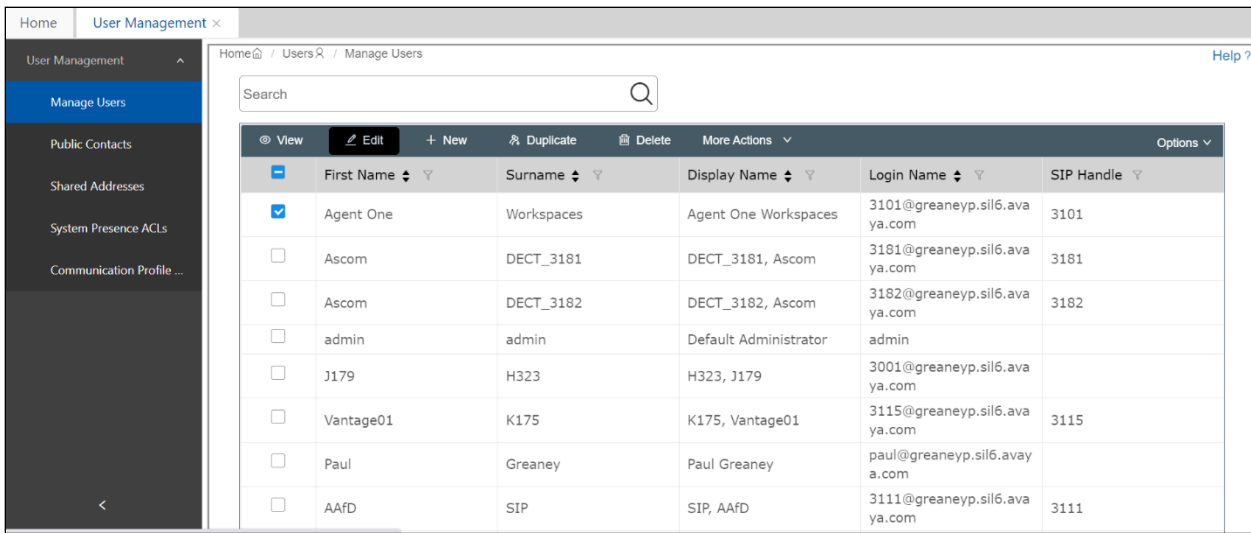 Home User Management ×
User Management
Manage Users
Public Contacts
Shared Addresses
System Presence ACLs
Communication Profile ...
<
Home / Users / Manage Users
Help ?
Search
View Edit + New Duplicate Delete More Actions Options
First Name Surname Display Name Login Name SIP Handle
Agent One Workspaces Agent One Workspaces 3101@greaneyp.sil6.ava 3101
ya.com
Ascom DECT_3181 DECT_3181, Ascom 3181@greaneyp.sil6.ava 3181
ya.com
Ascom DECT_3182 DECT_3182, Ascom 3182@greaneyp.sil6.ava 3182
ya.com
admin admin Default Administrator admin
J179 H323 H323, J179 3001@greaneyp.sil6.ava
ya.com
Vantage01 K175 K175, Vantage01 3115@greaneyp.sil6.ava 3115
ya.com
Paul Greaney Paul Greaney paul@greaneyp.sil6.avay
a.com
AAfD SIP SIP, AAfD 3111@greaneyp.sil6.ava 3111
ya.com